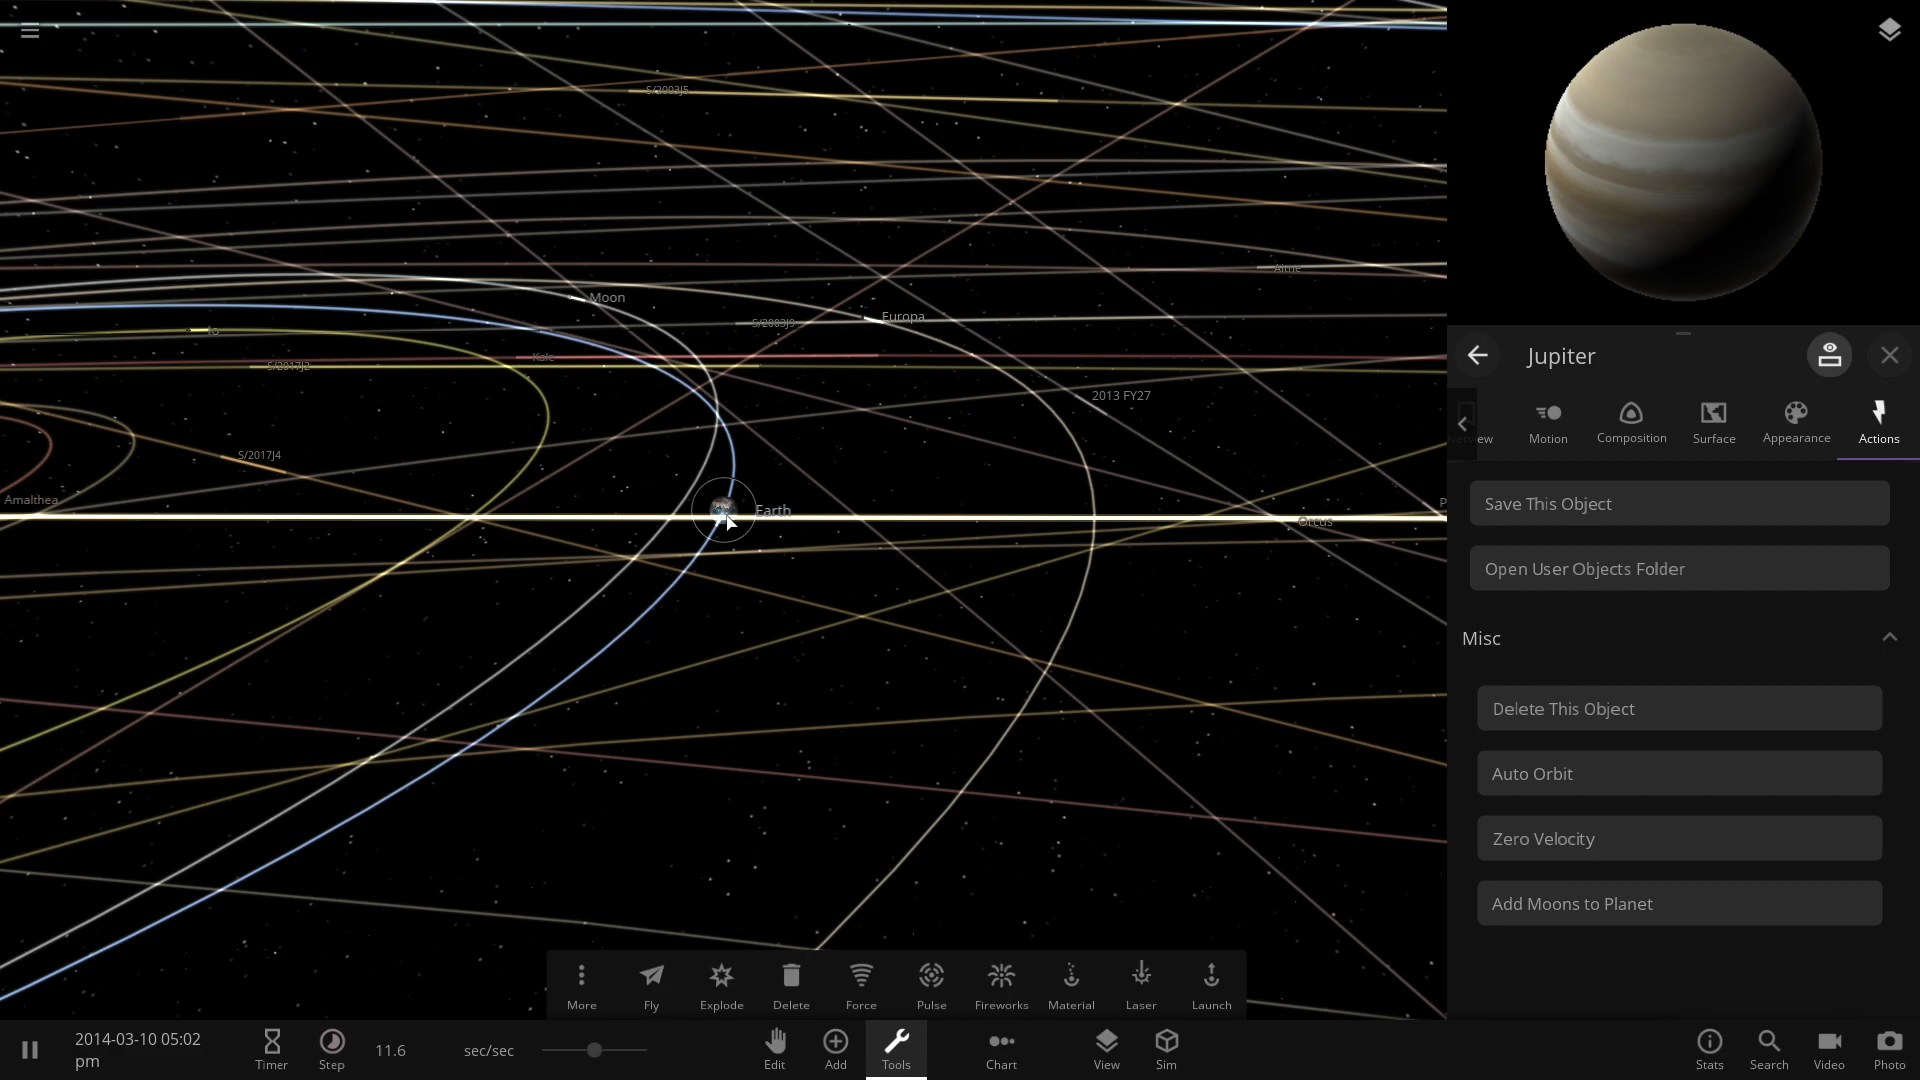 S/2003J5
Aitne
Moon
Europa
S/2003J9
Io
Kale
S/2017J2
2013 FY27
S/2017J4
Amalthea
Earth
Orcus
P
Jupiter
Motion
Composition
Surface
Appearance
Actions
Save This Object
Open User Objects Folder
Misc
Delete This Object
Auto Orbit
Zero Velocity
Add Moons to Planet
More
Fly
Explode
Delete
Force
Pulse
Fireworks
Material
Laser
Launch
2014-03-10 05:02
pm
Timer
Step
11.6
sec/sec
Edit
Add
Tools
Chart
View
Sim
Stats
Search
Video
Photo